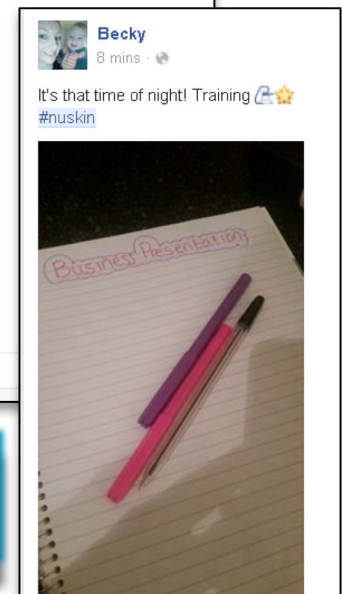 Becky
8 mins ·
It's that time of night! Training
#nuskin
Business Presentation